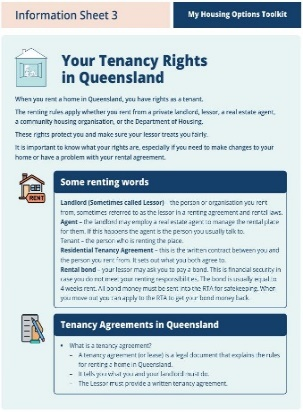 Information Sheet 3
My Housing Options Toolkit
Your Tenancy Rights
in Queensland
When you rent a home in Queensland, you have rights as a tenant.
The renting rules apply whether you rent from a private landlord, lessor, a real estate agent,
a community housing organisation, or the Department of Housing.
These rights protect you and make sure your lessor treats you fairly.
It is important to know what your rights are, especially if you need to make changes to your
home or have a problem with your rental agreement.
RENT
Some renting words
Landlord (Sometimes called Lessor) the person or organisation you rent
from, sometimes referred to as the lessor in a renting agreement and rental laws.
Agent – the landlord may employ a real estate agent to manage the rental place
for them. If this happens the agent is the person you usually talk to.
Tenant – the person who is renting the place.
Residential Tenancy Agreement – this is the written contract between you and
the person you rent from. It sets out what you both agree to.
Rental bond – your lessor may ask you to pay a bond. This is financial security in
case you do not meet your renting responsibilities. The bond is usually equal to
4 weeks rent. All bond money must be sent into the RTA for safekeeping. When
you move out you can apply to the RTA to get your bond money back.
Tenancy Agreements in Queensland
• What is a tenancy agreement?
– A tenancy agreement (or lease) is a legal document that explains the rules
for renting a home in Queensland.
– It tells you what you and your landlord must do.
– The Lessor must provide a written tenancy agreement.